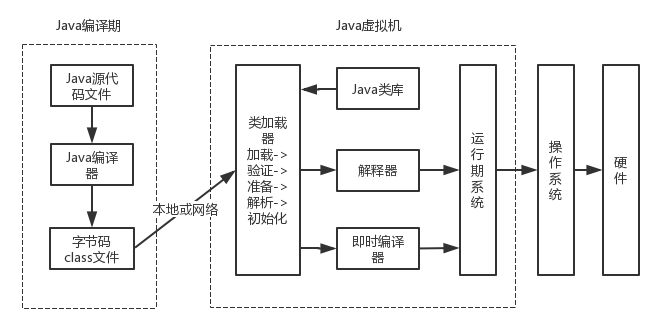 Java编译期
Java源代
码文件
Java编译
器
字节码
class文件
本地或网络
Java虚拟机
类加载
器
加载->
验证->
准备->
解析->
初始化
Java类库
解释器
即时编译
器
运
行
期
系
统
操
作
系
统
硬
件